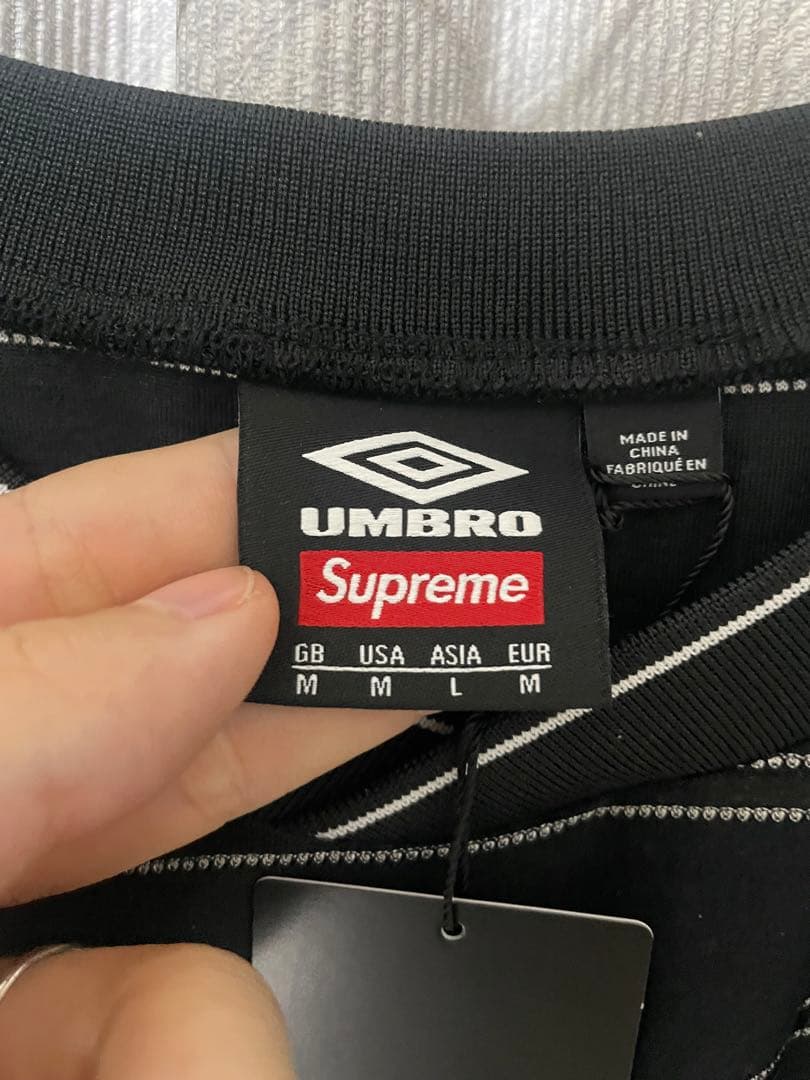 UMBRO
Supreme
GB USA ASIA EUR
M M L M
MADE IN
CHINA
FABRIQUÉ EN